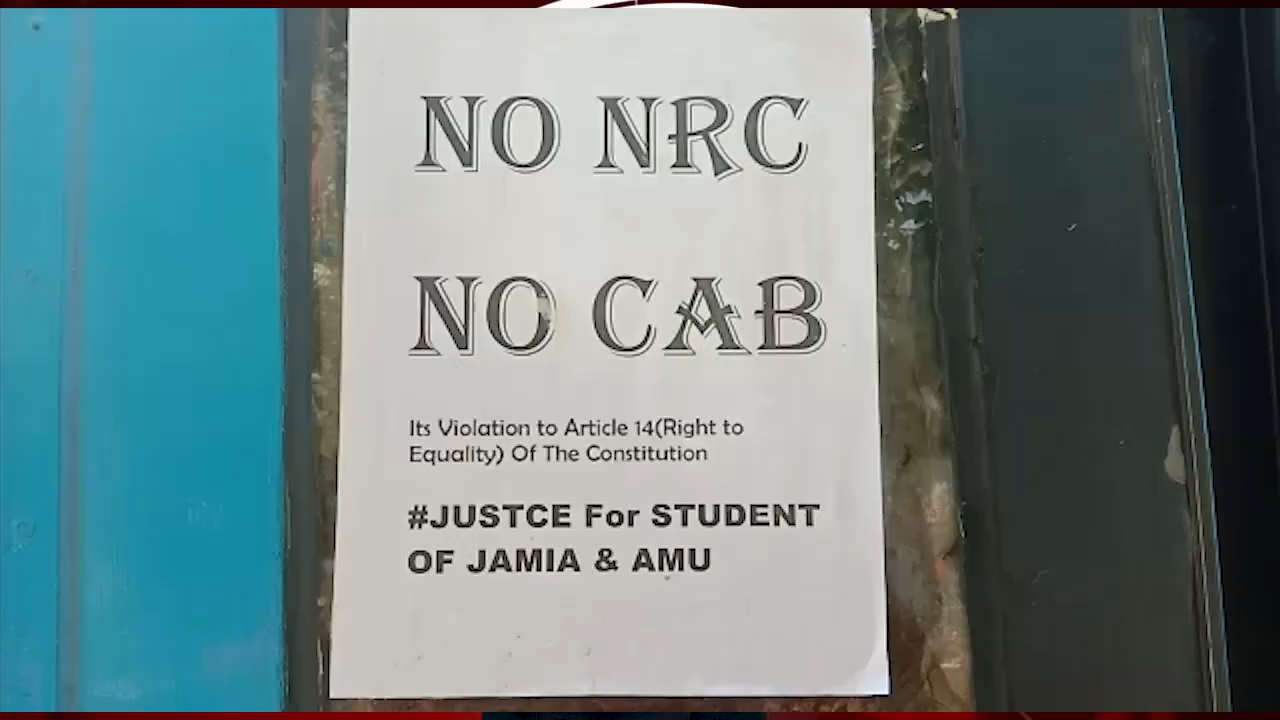 NO NRC
NO CAB
Its Violation to Article 14(Right to
Equality) Of The Constitution
#JUSTCE For STUDENT
OF JAMIA & AMU